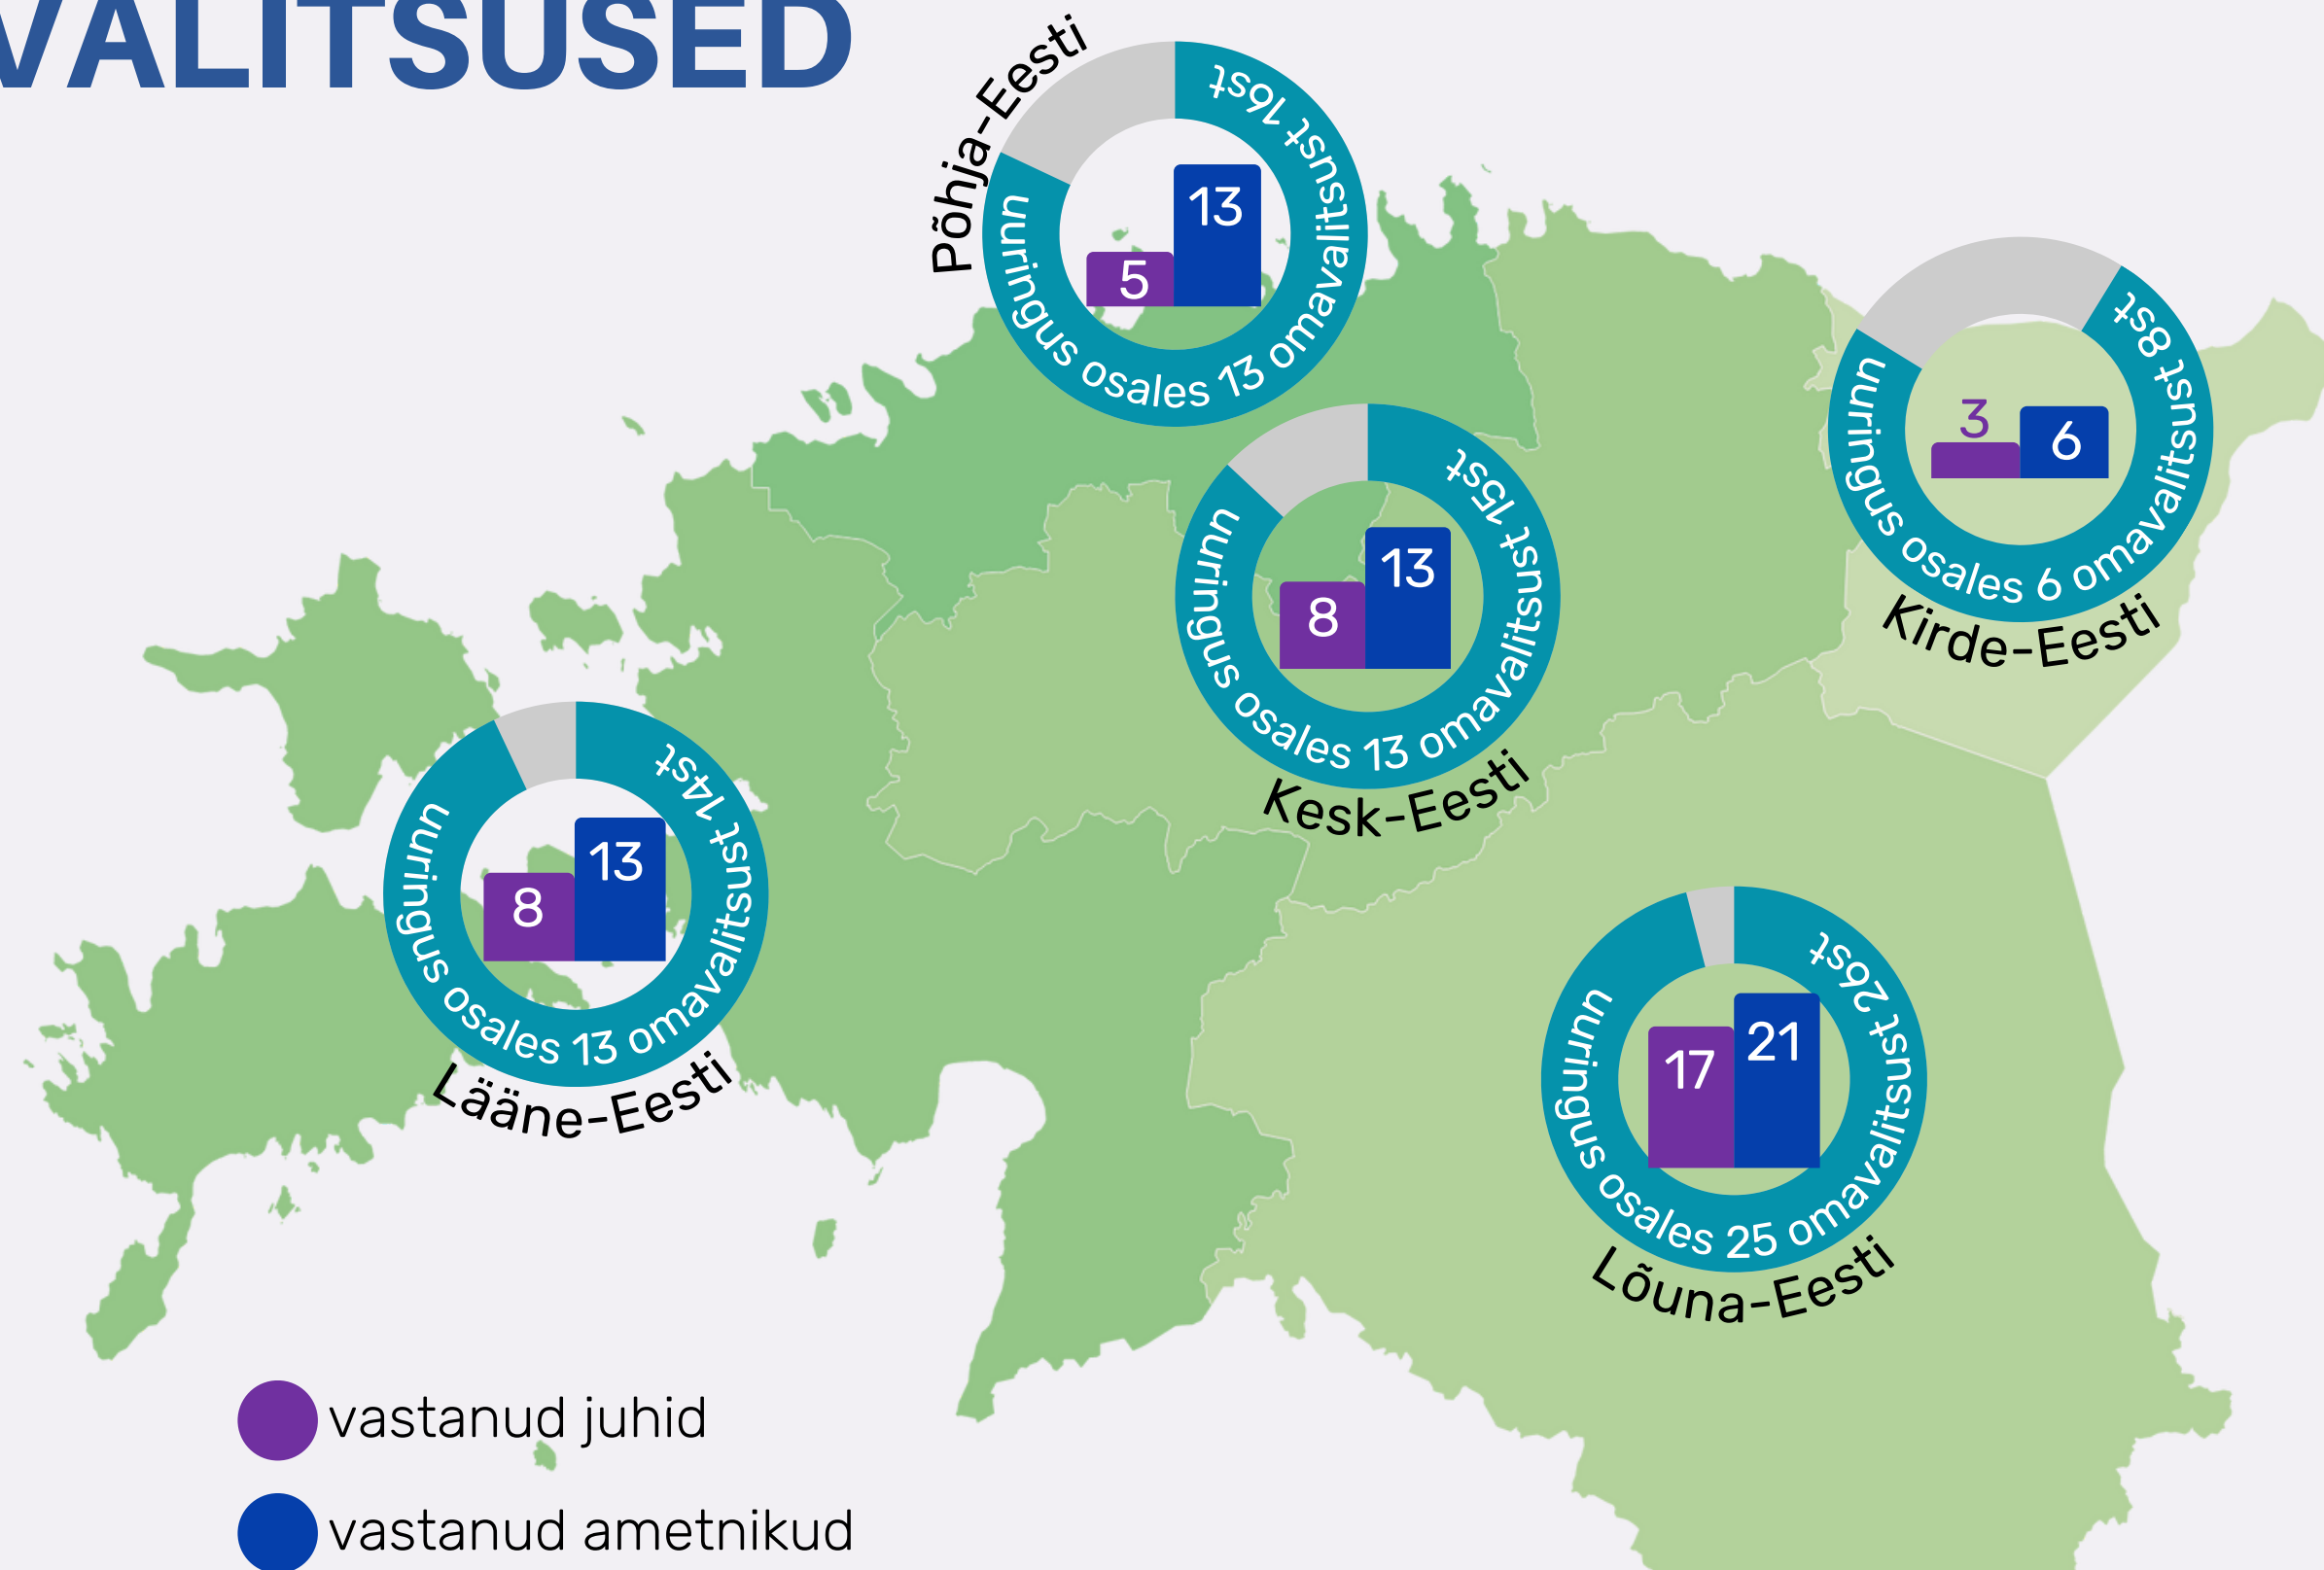 VALITSUSED
Põhja-Eesti
uuringus osales 13 omavalitsust 16st
5
13
uuringus osales 6 omavalitsust 8st
3
6
Kirde-Eesti
uuringus osales 13 omavalitsust 15st
8
13
Kesk-Eesti
uuringus osales 13 omavalitsust 14st
8
13
Lääne-Eesti
uuringus osales 25 omavalitsust 26st
17
21
Lõuna-Eesti
vastanud juhid
vastanud ametnikud